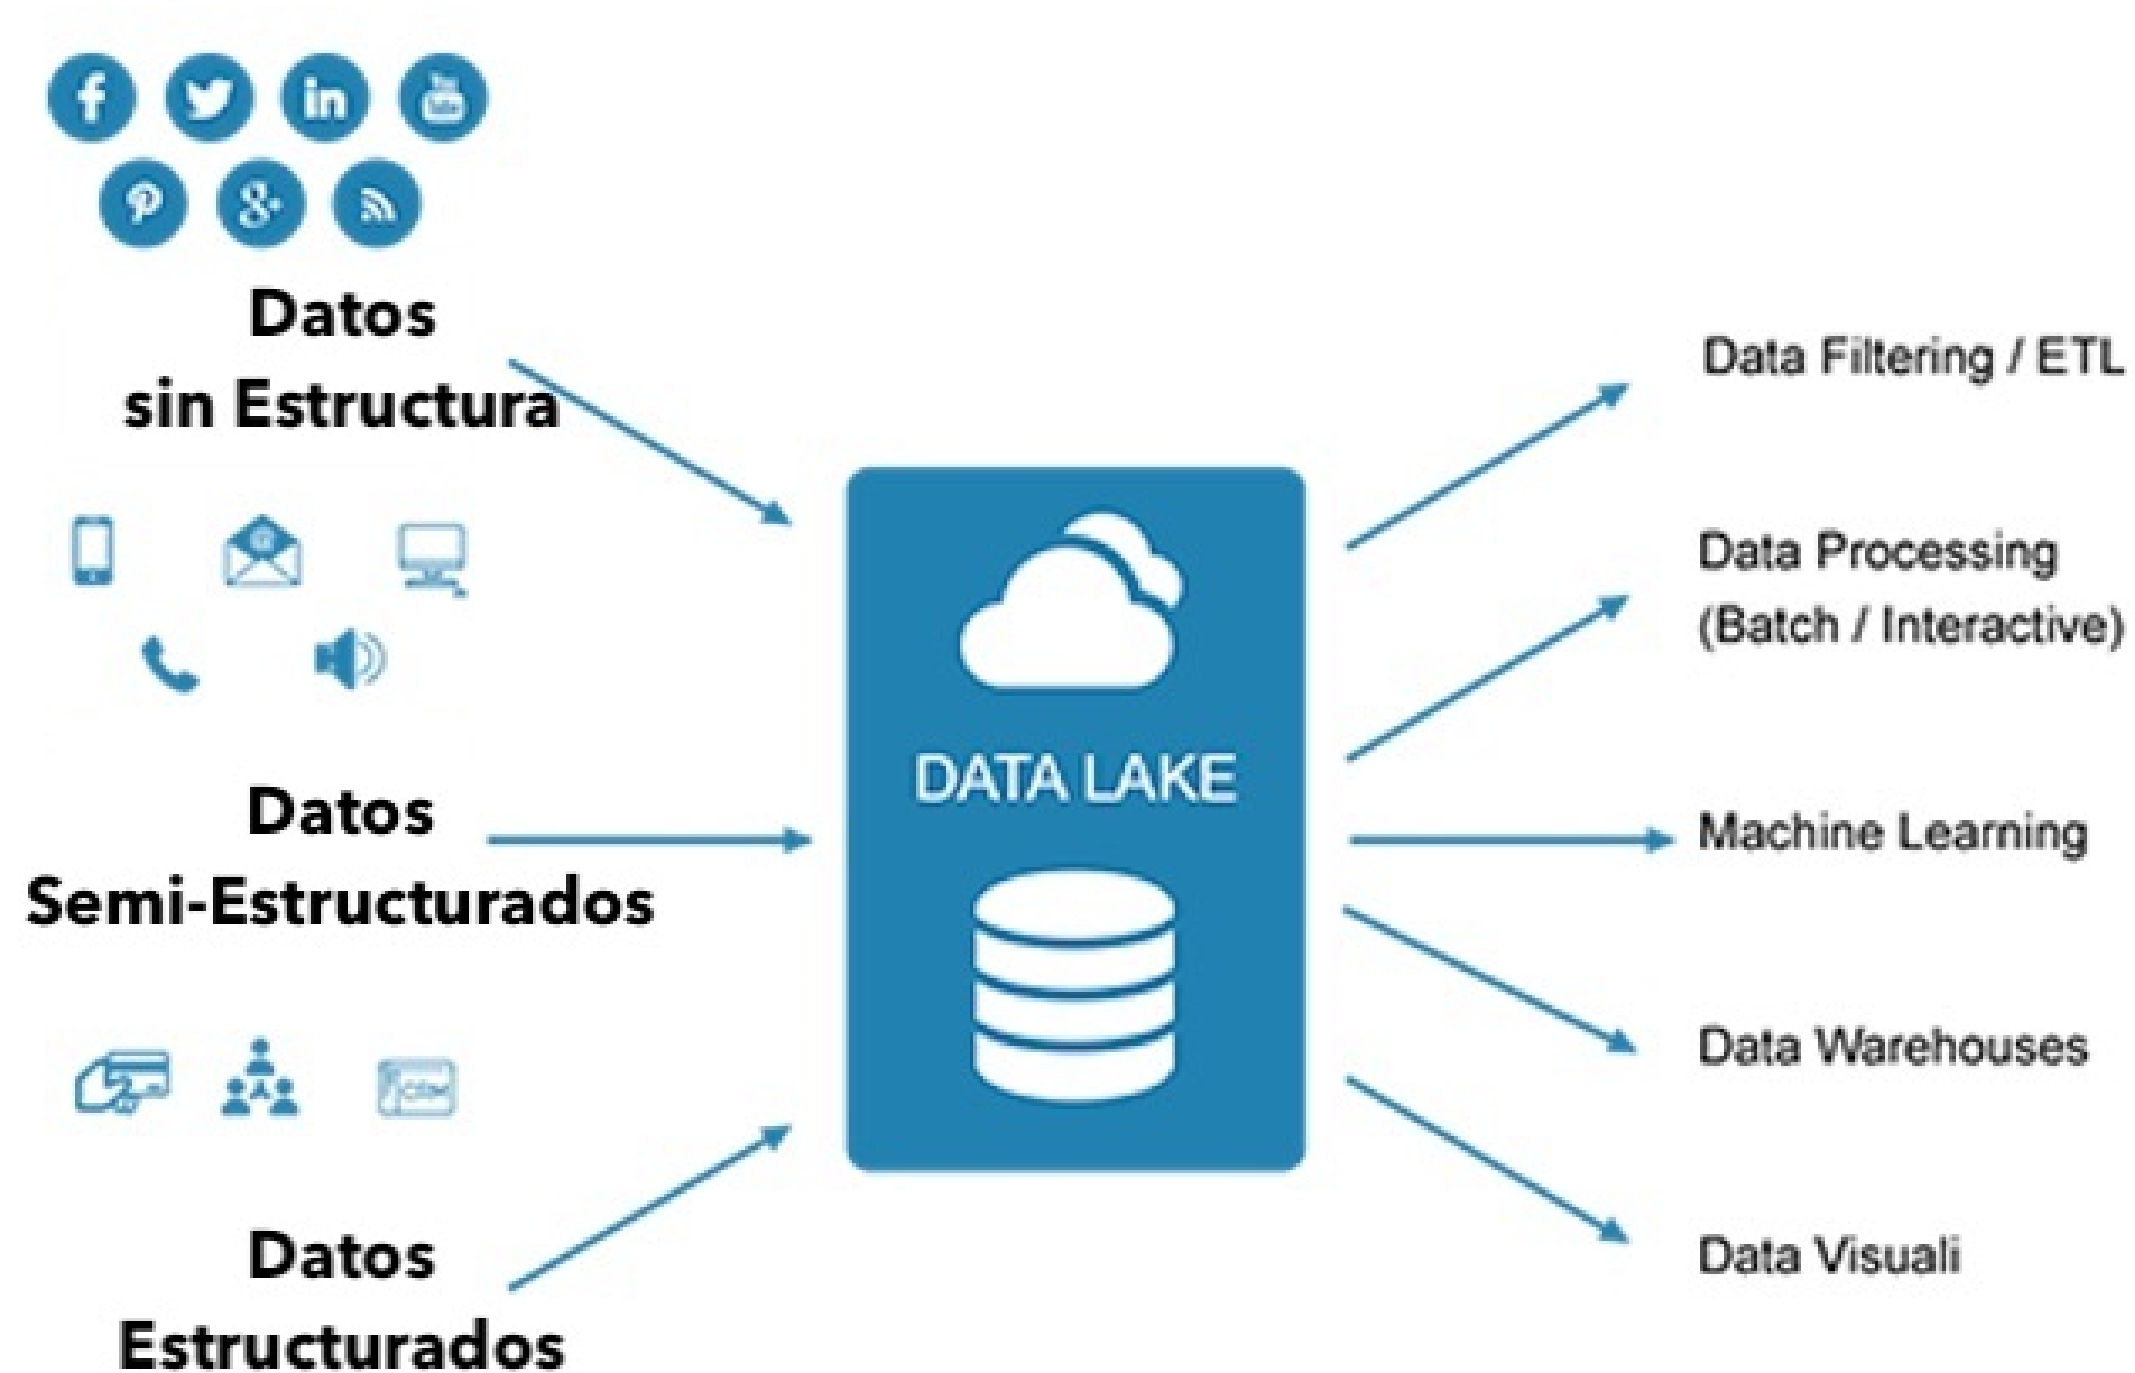 Datos
sin Estructura
Datos
Semi-Estructurados
Datos
Estructurados
DATA LAKE
Data Filtering / ETL
Data Processing
(Batch / Interactive)
Machine Learning
Data Warehouses
Data Visuali